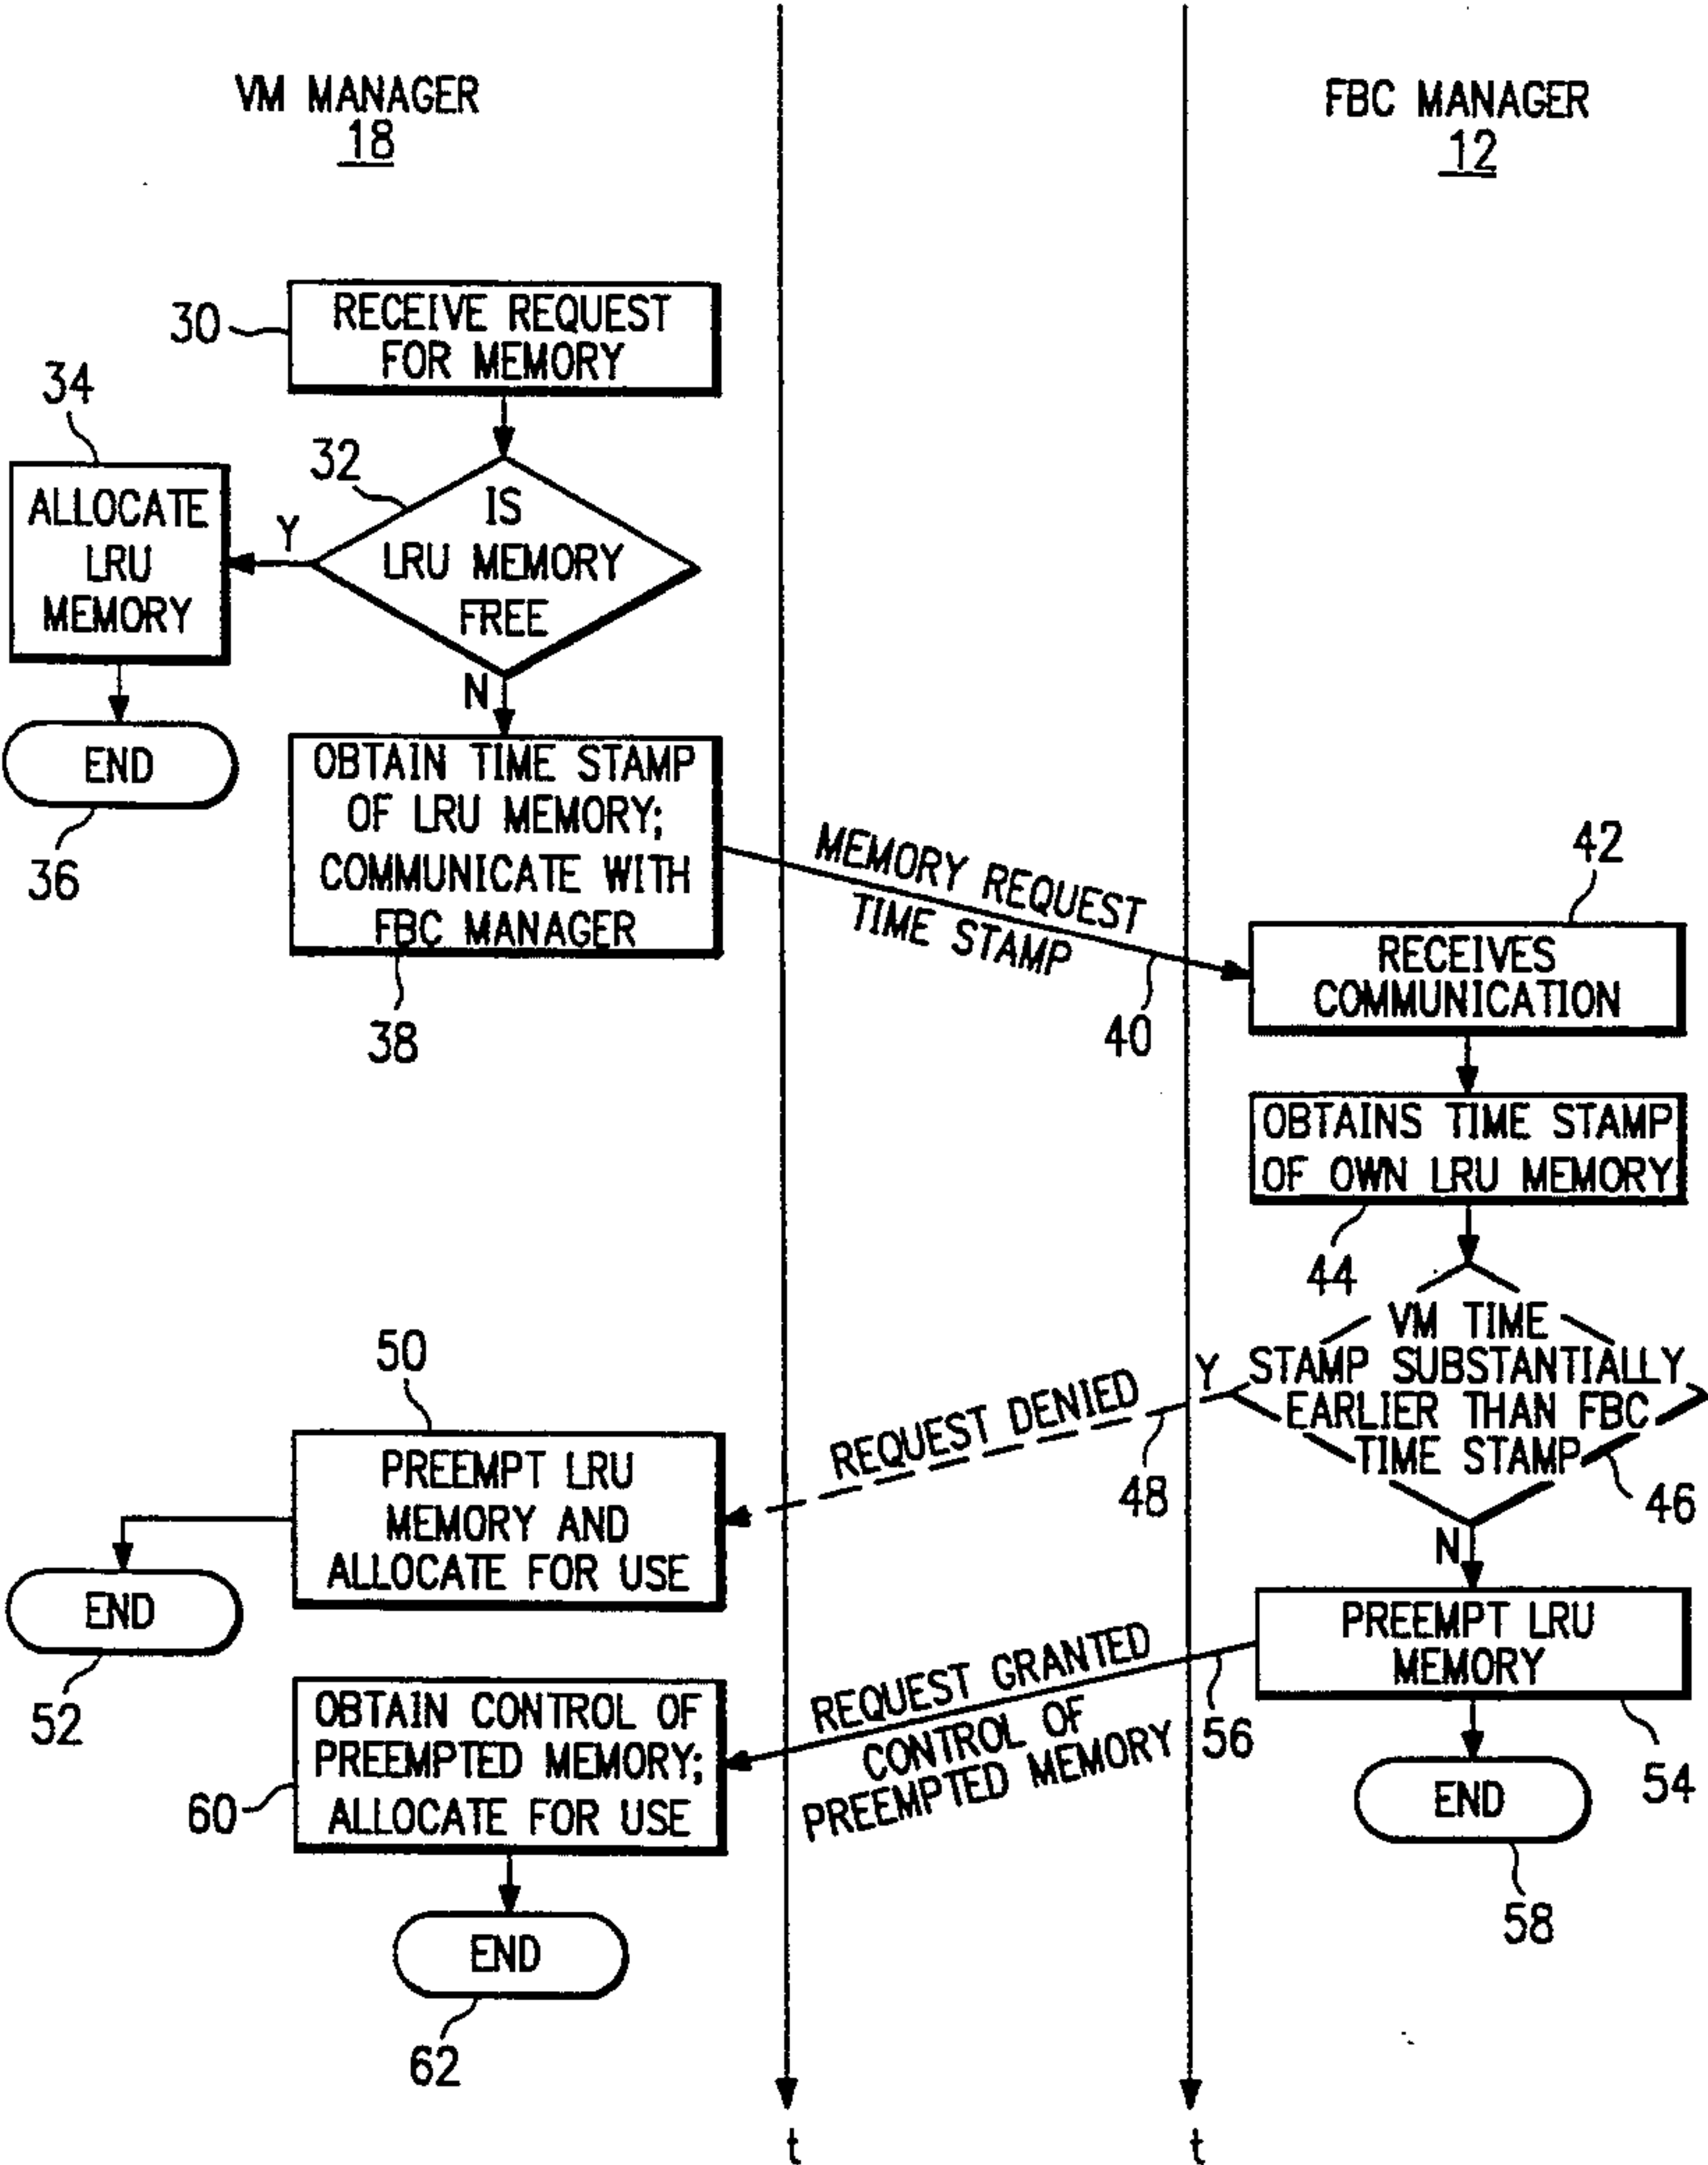 VM MANAGER
18
FBC MANAGER
12
30
RECEIVE REQUEST
FOR MEMORY
34
32
IS
LRU MEMORY
FREE
Y
N
ALLOCATE
LRU
MEMORY
END
36
OBTAIN TIME STAMP
OF LRU MEMORY;
COMMUNICATE WITH
FBC MANAGER
38
MEMORY REQUEST
TIME STAMP
40
42
RECEIVES
COMMUNICATION
OBTAINS TIME STAMP
OF OWN LRU MEMORY
44
VM TIME
STAMP SUBSTANTIALLY
EARLIER THAN FBC
TIME STAMP
46
Y
N
REQUEST DENIED
48
50
PREEMPT LRU
MEMORY AND
ALLOCATE FOR USE
END
52
PREEMPT LRU
MEMORY
54
END
58
REQUEST GRANTED
CONTROL OF
PREEMPTED MEMORY
56
OBTAIN CONTROL OF
PREEMPTED MEMORY;
ALLOCATE FOR USE
60
END
62
t
t